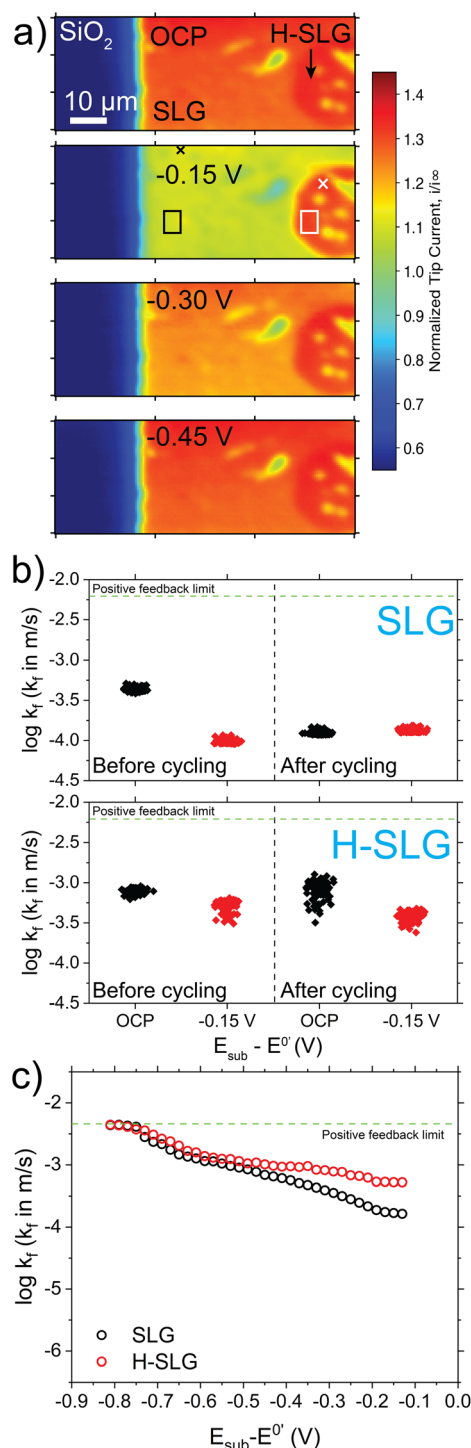 a)
SiO2 OCP H-SLG
10 μm SLG
-0.15 V
×
×
-0.30 V
-0.45 V
1.4
1.3
1.2
1.1
1.0
0.9
0.8
0.7
0.6
Normalized Tip Current, i/i∞
b)
-2.0
-2.5
-3.0
-3.5
-4.0
-4.5
log kf (kf in m/s)
Positive feedback limit
SLG
Before cycling After cycling
-2.0
-2.5
-3.0
-3.5
-4.0
-4.5
log kf (kf in m/s)
Positive feedback limit
H-SLG
Before cycling After cycling
OCP -0.15 V OCP -0.15 V
Esub - E0' (V)
c)
-2
-3
-4
-5
-6
log kf (kf in m/s)
Positive feedback limit
SLG
H-SLG
-0.9 -0.8 -0.7 -0.6 -0.5 -0.4 -0.3 -0.2 -0.1 0.0
Esub-E0' (V)